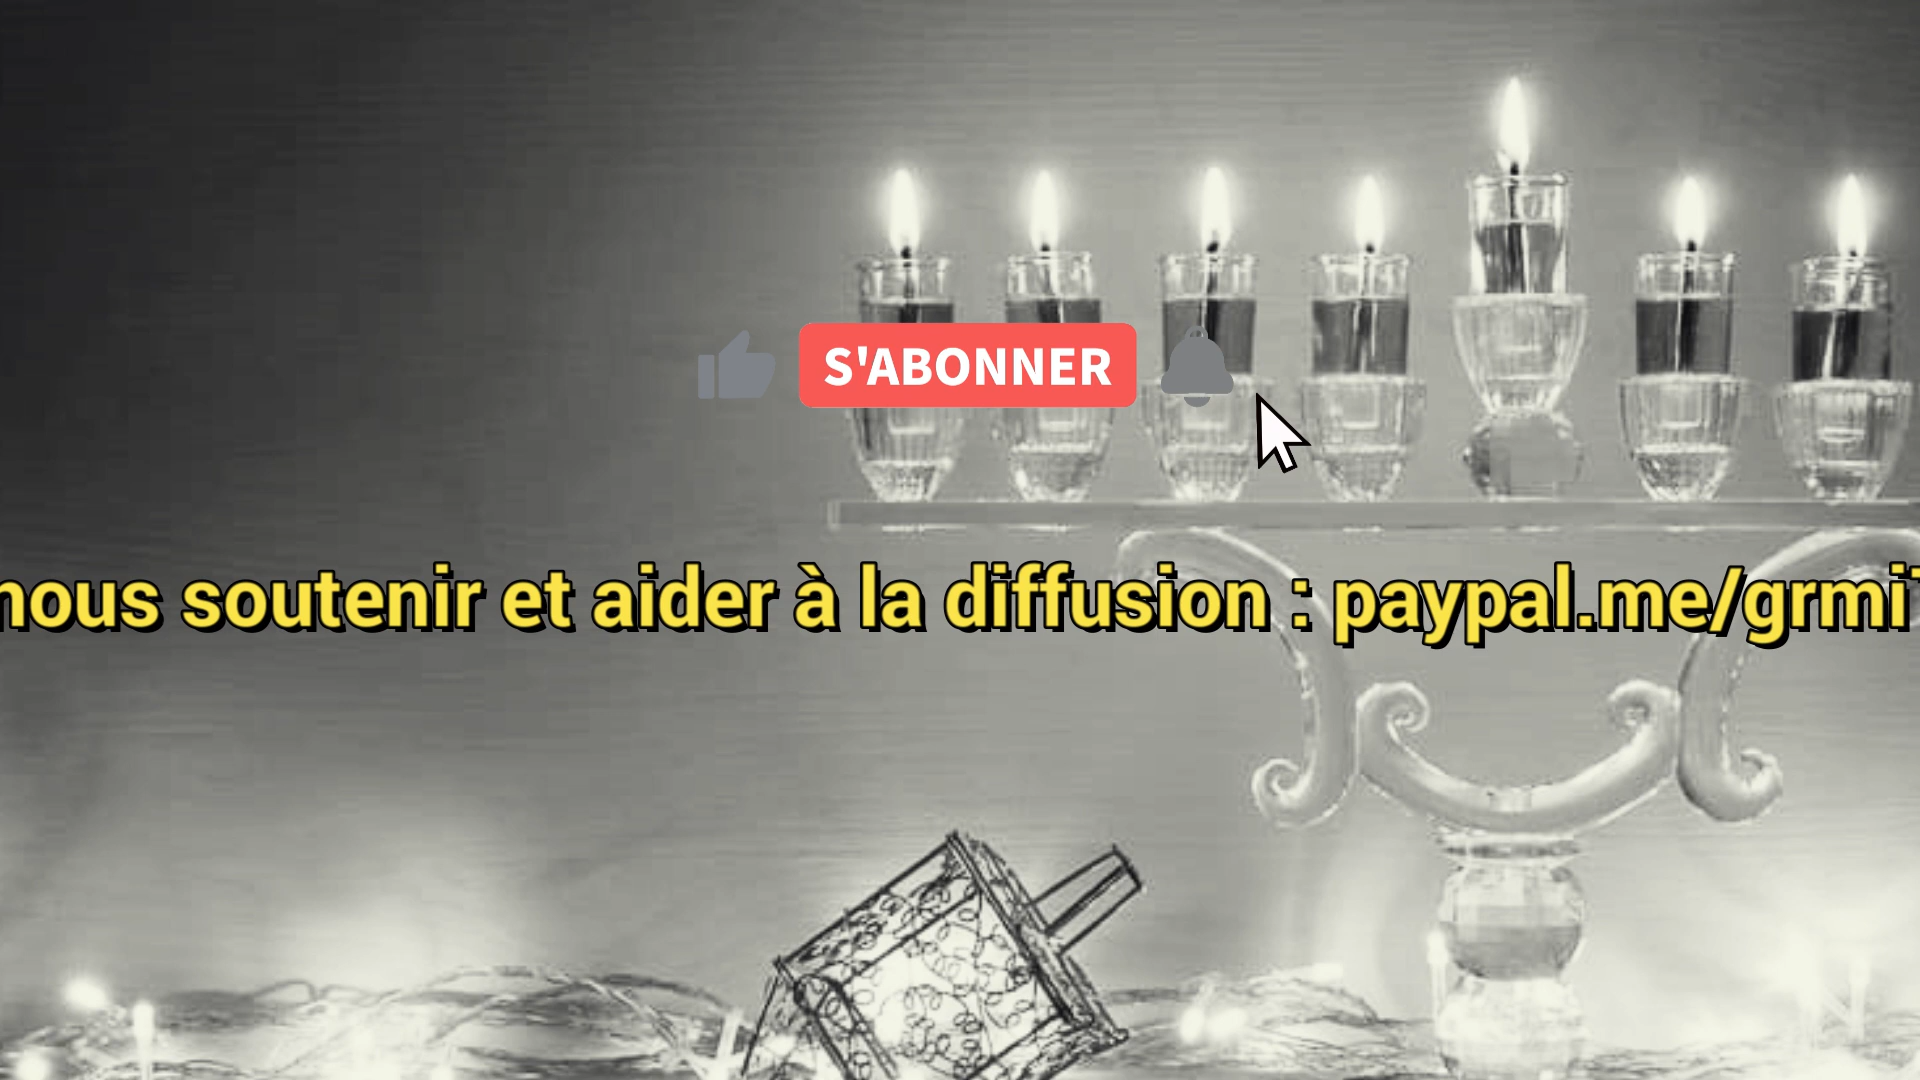 S'ABONNER
nous soutenir et aider à la diffusion : paypal.me/grmi